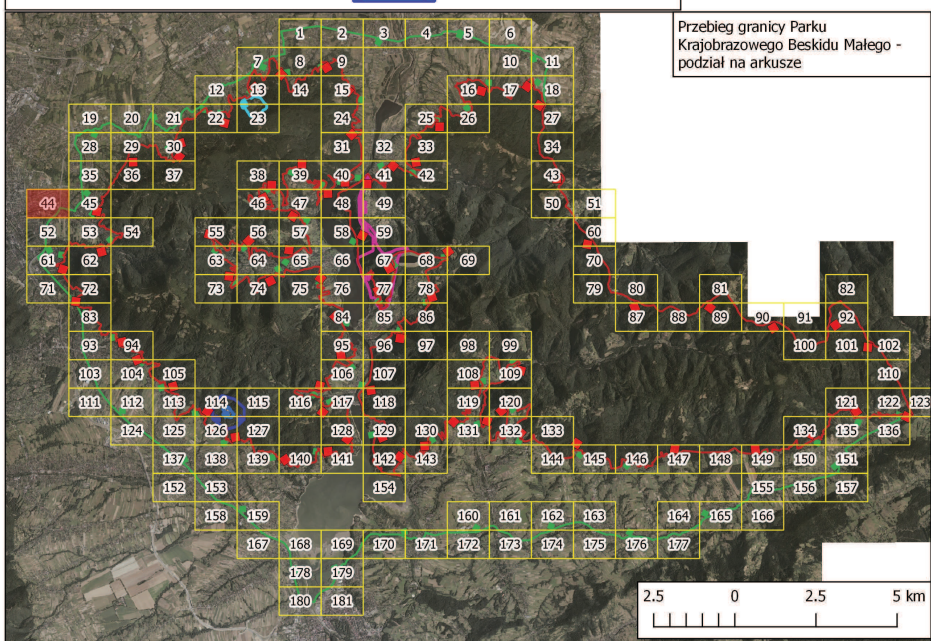 Przebieg granicy Parku
Krajobrazowego Beskidu Małego -
podział na arkusze
1 2 3 4 5 6
7 8 9 10 11
12 13 14 15 16 17 18
19 20 21 22 23 24 25 26 27
28 29 30 31 32 33 34
35 36 37 38 39 40 41 42 43
44 45 46 47 48 49 50 51
52 53 54 55 56 57 58 59 60
61 62 63 64 65 66 67 68 69 70
71 72 73 74 75 76 77 78 79 80 81 82
83 84 85 86 87 88 89 90 91 92
93 94 95 96 97 98 99 100 101 102
103 104 105 106 107 108 109 110
111 112 113 114 115 116 117 118 119 120 121 122 123
124 125 126 127 128 129 130 131 132 133 134 135 136
137 138 139 140 141 142 143 144 145 146 147 148 149 150 151
152 153 154 155 156 157
158 159 160 161 162 163 164 165 166
167 168 169 170 171 172 173 174 175 176 177
178 179
180 181
2.5 0 2.5 5 km